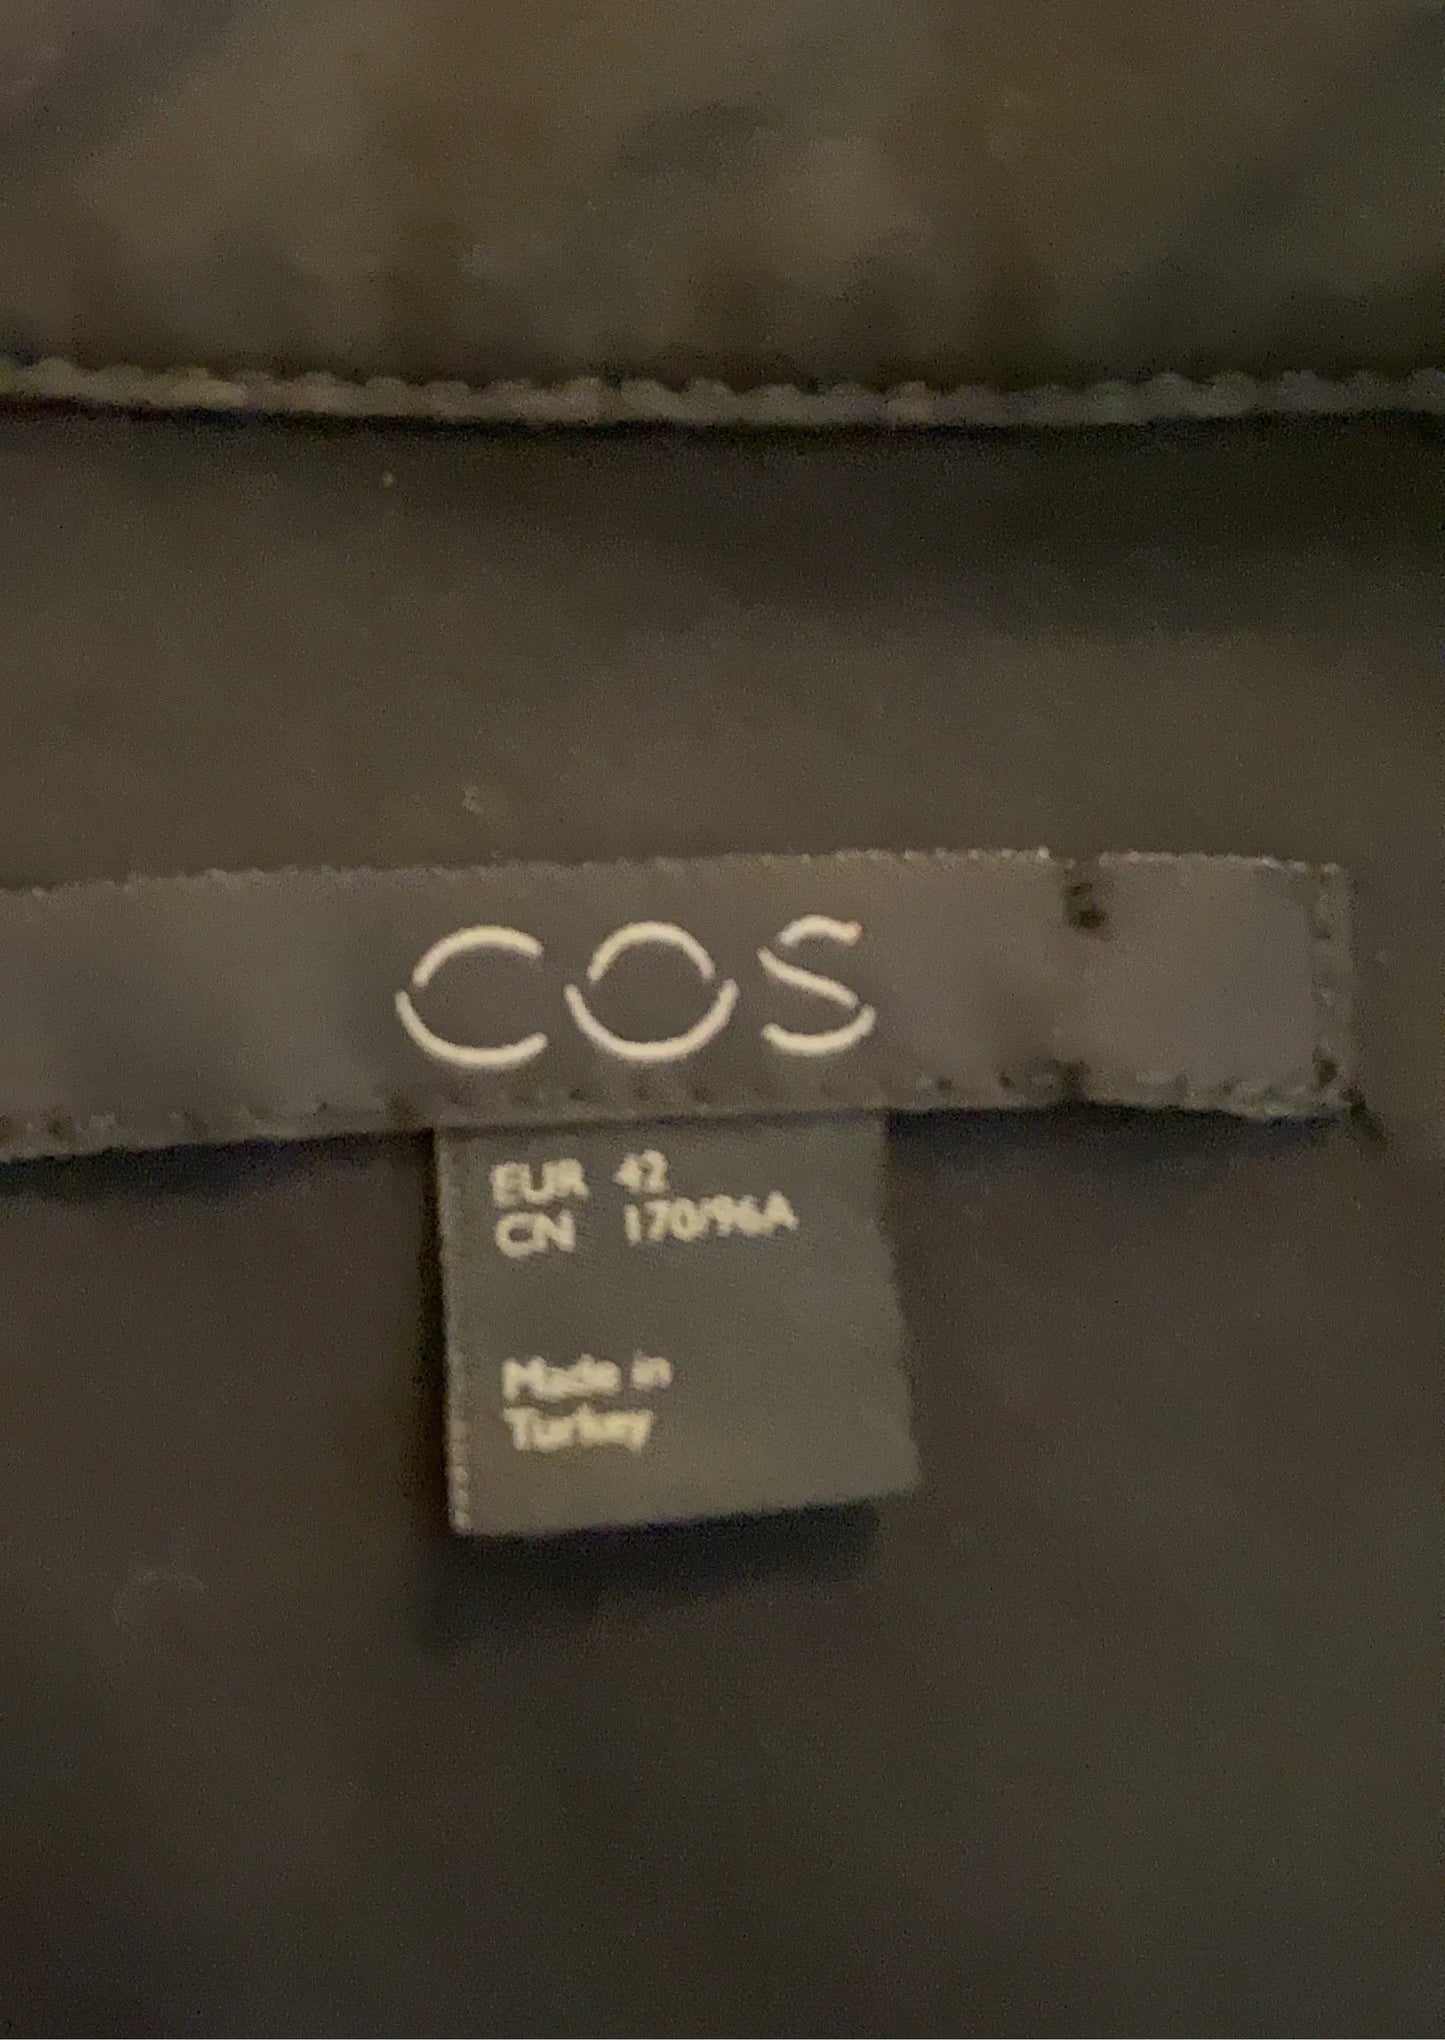 COS
EUR 42
CN 170/96A
Made in
Turkey